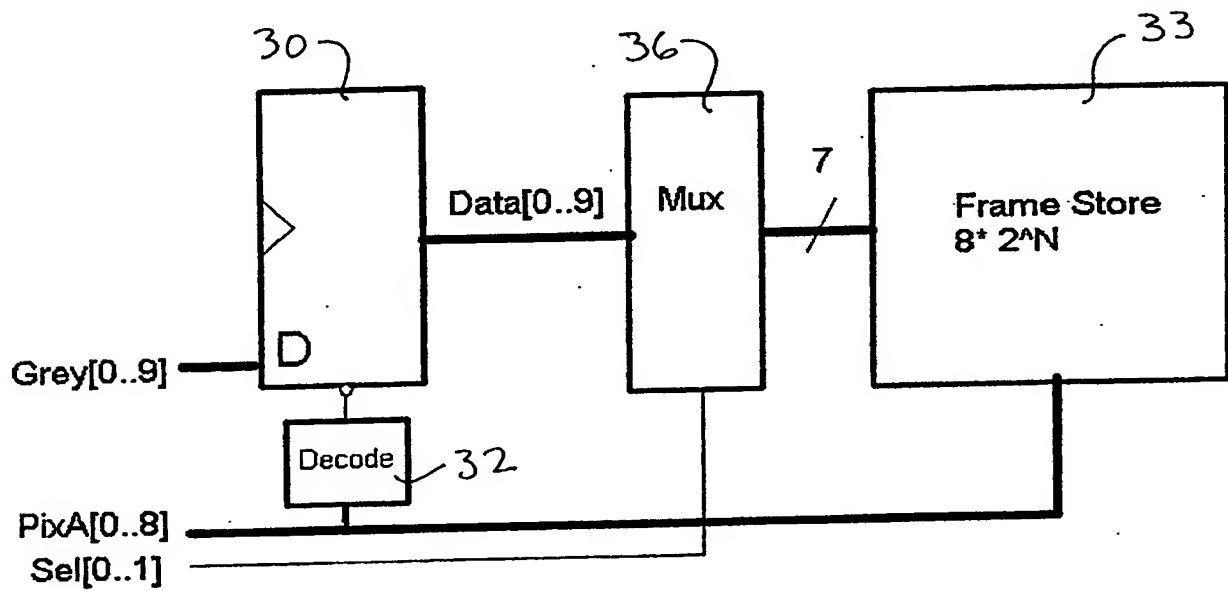 30
36
33
7
Data[0..9]
Mux
Frame Store
8* 2^N
D
Grey[0..9]
Decode
32
PixA[0..8]
Sel[0..1]